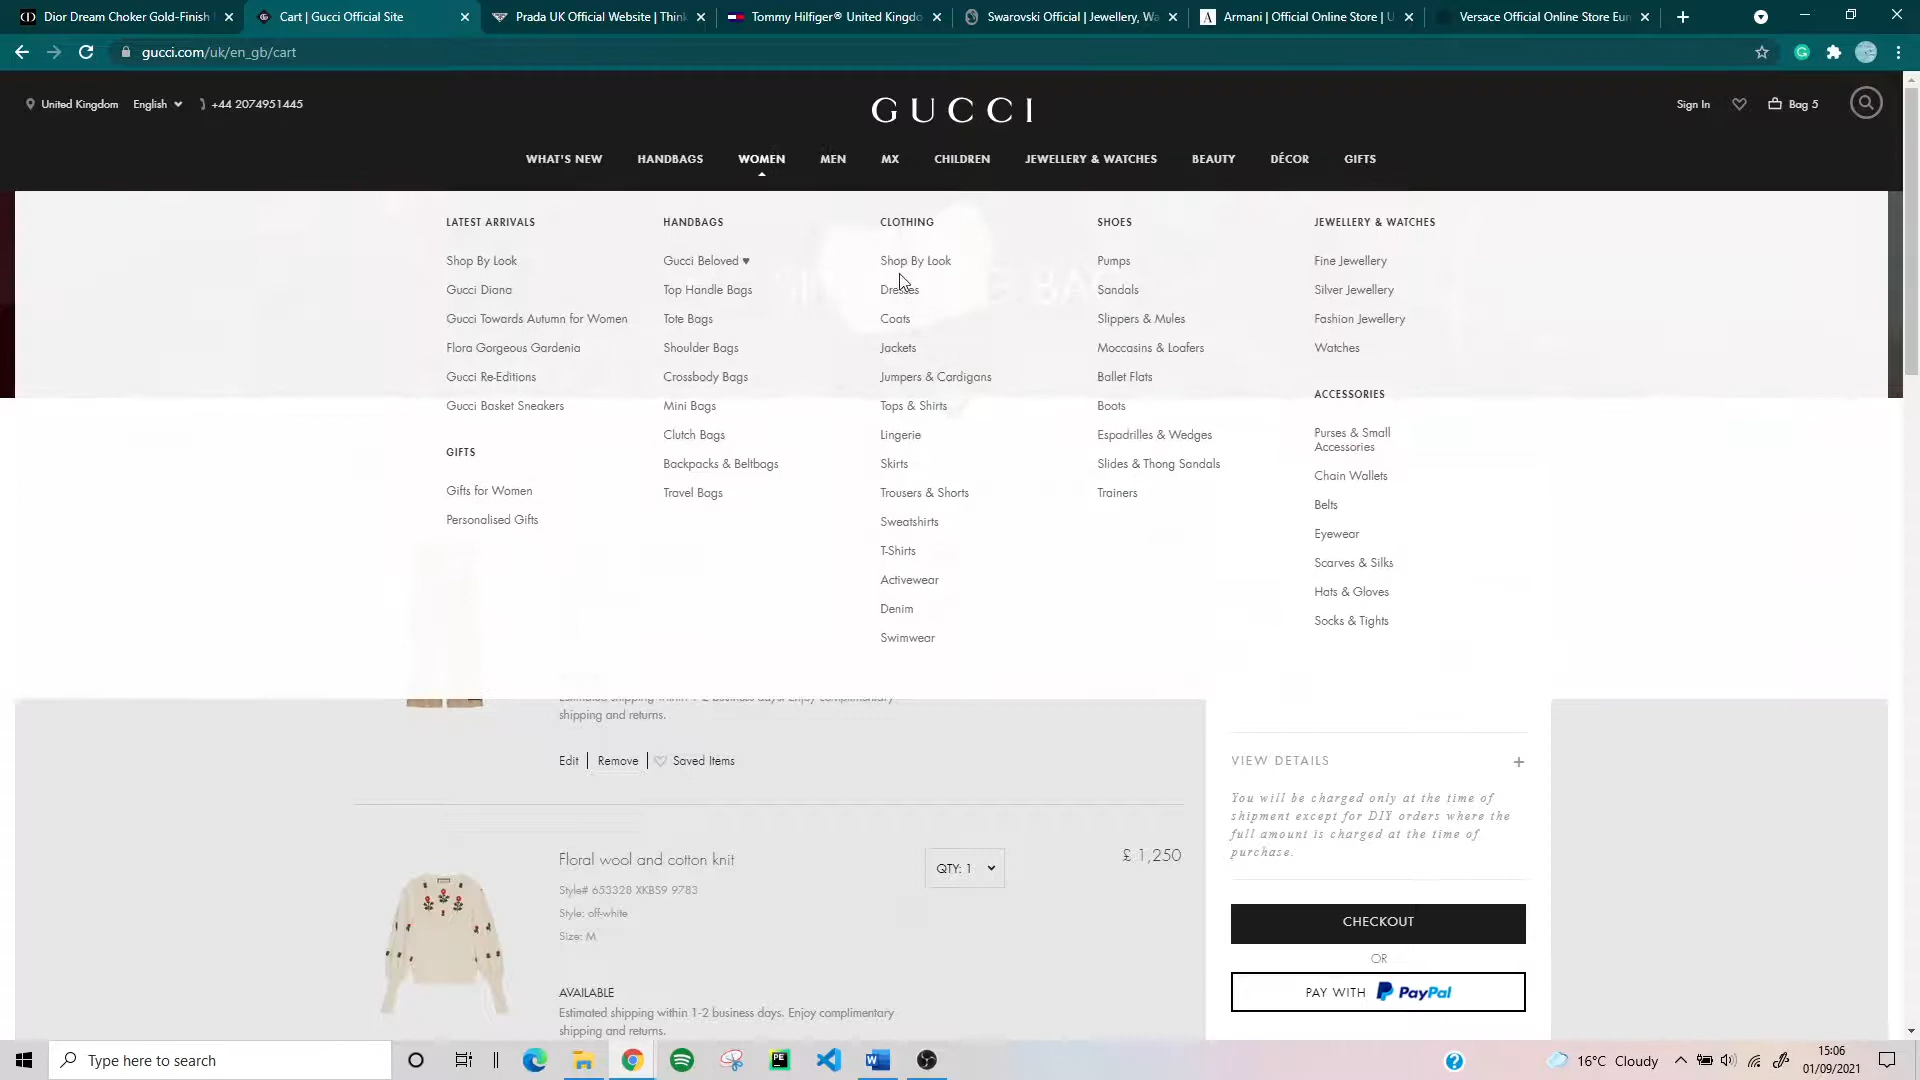 Dior Dream Choker Gold-Finish
Cart | Gucci Official Site
Prada UK Official Website | Thin
Tommy Hilfiger® United Kingdo
Swarovski Official | Jewellery, Wa
Armani | Official Online Store | U
Versace Official Online Store Eur
gucci.com/uk/en_gb/cart
United Kingdom English +44 2074951445
GUCCI
Sign In Bag 5
WHAT'S NEW HANDBAGS WOMEN MEN MX CHILDREN JEWELLERY & WATCHES BEAUTY DÉCOR GIFTS
LATEST ARRIVALS
Shop By Look
Gucci Diana
Gucci Towards Autumn for Women
Flora Gorgeous Gardenia
Gucci Re-Editions
Gucci Basket Sneakers
GIFTS
Gifts for Women
Personalised Gifts
HANDBAGS
Gucci Beloved ♥
Top Handle Bags
Tote Bags
Shoulder Bags
Crossbody Bags
Mini Bags
Clutch Bags
Backpacks & Beltbags
Travel Bags
CLOTHING
Shop By Look
Dresses
Coats
Jackets
Jumpers & Cardigans
Tops & Shirts
Lingerie
Skirts
Trousers & Shorts
Sweatshirts
T-Shirts
Activewear
Denim
Swimwear
SHOES
Pumps
Sandals
Slippers & Mules
Moccasins & Loafers
Ballet Flats
Boots
Espadrilles & Wedges
Slides & Thong Sandals
Trainers
JEWELLERY & WATCHES
Fine Jewellery
Silver Jewellery
Fashion Jewellery
Watches
ACCESSORIES
Purses & Small
Accessories
Chain Wallets
Belts
Eyewear
Scarves & Silks
Hats & Gloves
Socks & Tights
Estimated shipping within 1-2 business days. Enjoy complimentary
shipping and returns.
Edit Remove Saved Items
Floral wool and cotton knit
Style# 653328 XKBS9 9783
Style: off-white
Size: M
QTY: 1
£ 1,250
AVAILABLE
Estimated shipping within 1-2 business days. Enjoy complimentary
shipping and returns.
VIEW DETAILS +
You will be charged only at the time of
shipment except for DIY orders where the
full amount is charged at the time of
purchase.
CHECKOUT
OR
PAY WITH PayPal
Type here to search
16°C Cloudy
15:06
01/09/2021